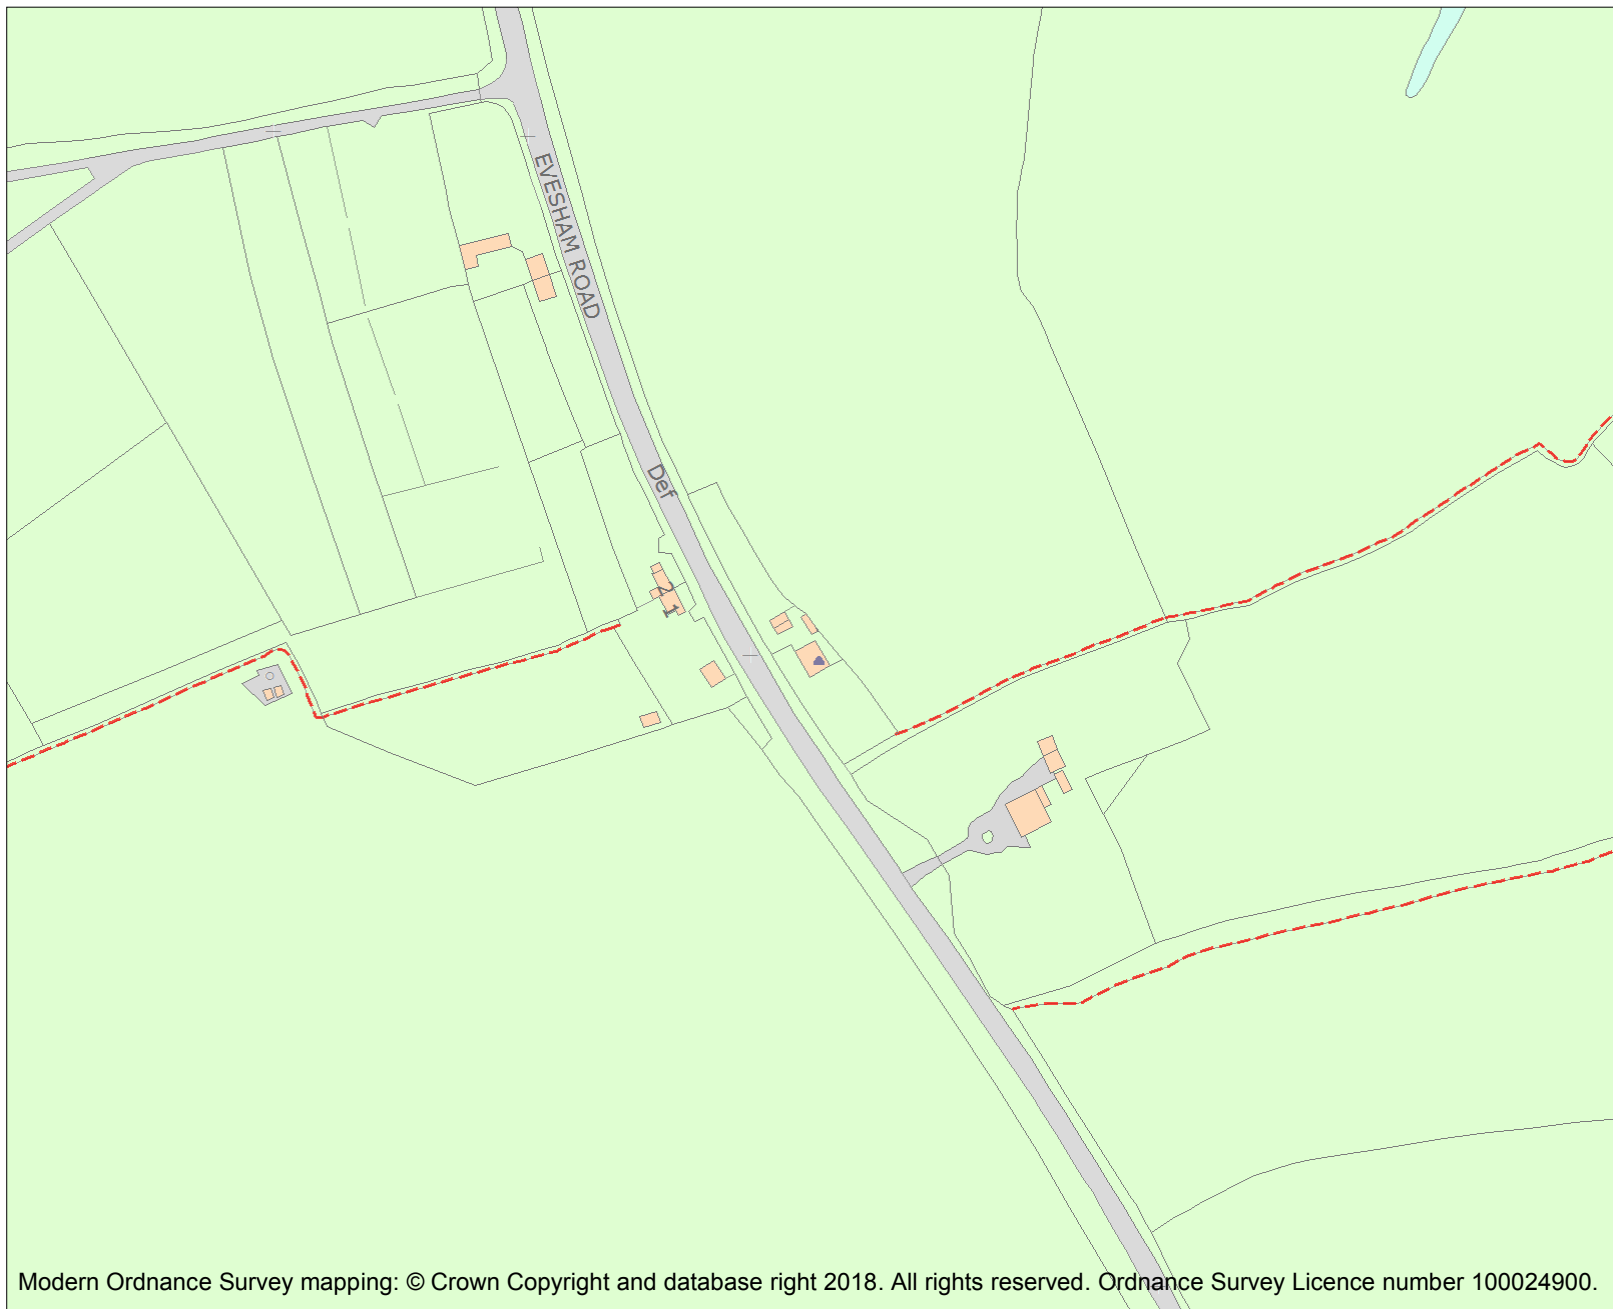 EVESHAM ROAD
Def
2
1
Modern Ordnance Survey mapping: © Crown Copyright and database right 2018. All rights reserved. Ordnance Survey Licence number 100024900.